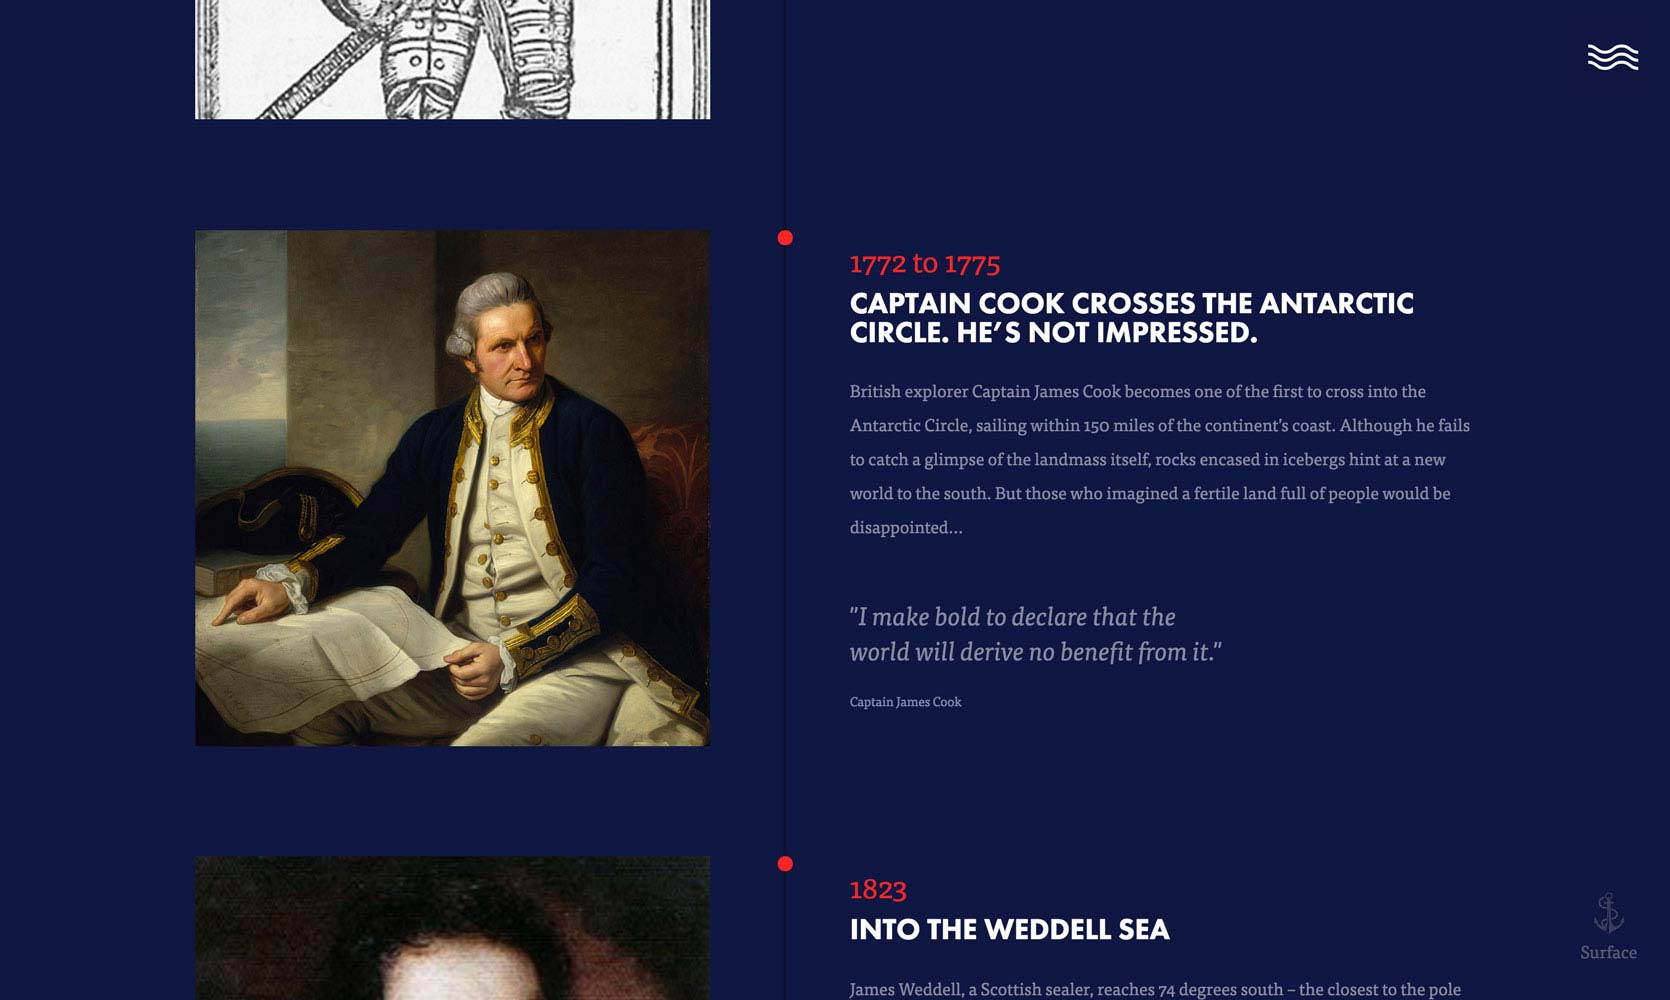 1772 to 1775
CAPTAIN COOK CROSSES THE ANTARCTIC
CIRCLE. HE’S NOT IMPRESSED.
British explorer Captain James Cook becomes one of the first to cross into the
Antarctic Circle, sailing within 150 miles of the continent’s coast. Although he fails
to catch a glimpse of the landmass itself, rocks encased in icebergs hint at a new
world to the south. But those who imagined a fertile land full of people would be
disappointed…
"I make bold to declare that the
world will derive no benefit from it."
Captain James Cook
1823
INTO THE WEDDELL SEA
Surface
James Weddell, a Scottish sealer, reaches 74 degrees south – the closest to the pole